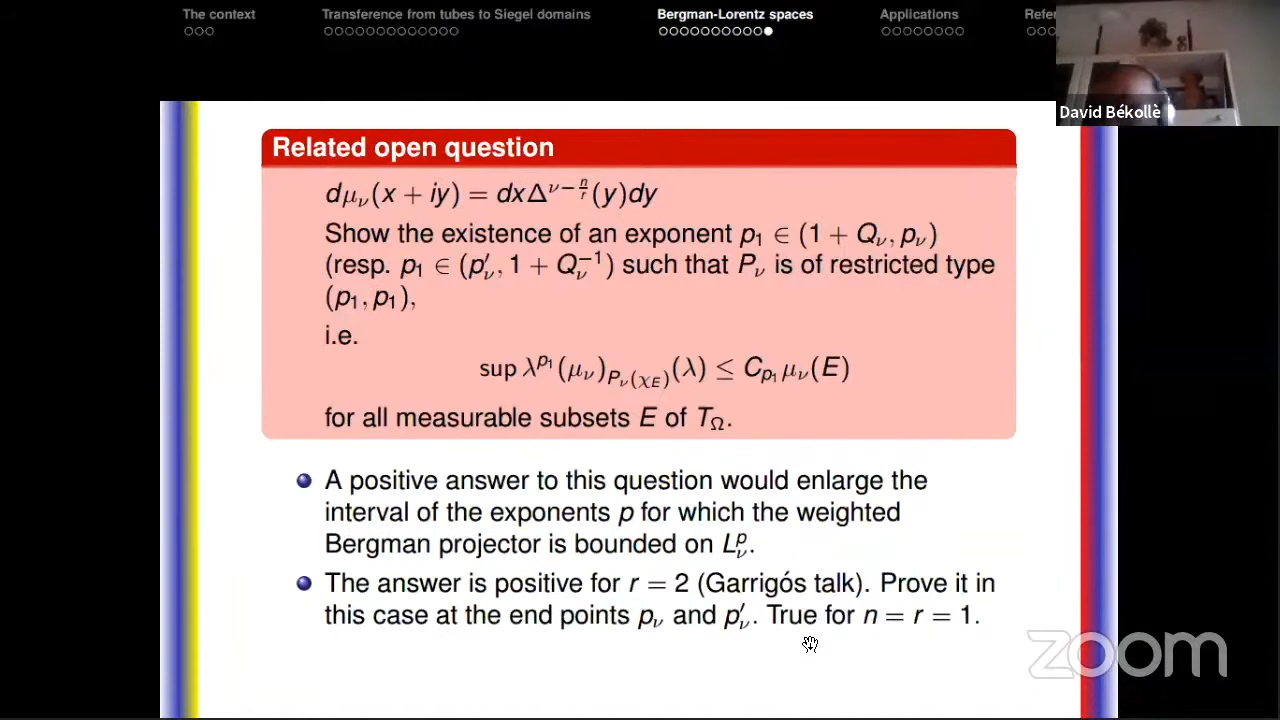 The context Transference from tubes to Siegel domains Bergman-Lorentz spaces Applications Refer
David Békollè
Related open question
dμ_ν(x + iy) = dxΔ^{ν−\frac{n}{r}}(y)dy
Show the existence of an exponent p₁ ∈ (1 + Q_ν, p_ν)
(resp. p₁ ∈ (p′_ν, 1 + Q_ν^{−1}) such that P_ν is of restricted type
(p₁, p₁),
i.e.
sup λ^{p₁}(μ_ν)_{P_ν(χ_E)}(λ) ≤ C_{p₁}μ_ν(E)
for all measurable subsets E of T_Ω.
A positive answer to this question would enlarge the
interval of the exponents p for which the weighted
Bergman projector is bounded on L^p_ν.
The answer is positive for r = 2 (Garrigós talk). Prove it in
this case at the end points p_ν and p′_ν. True for n = r = 1.
zoom